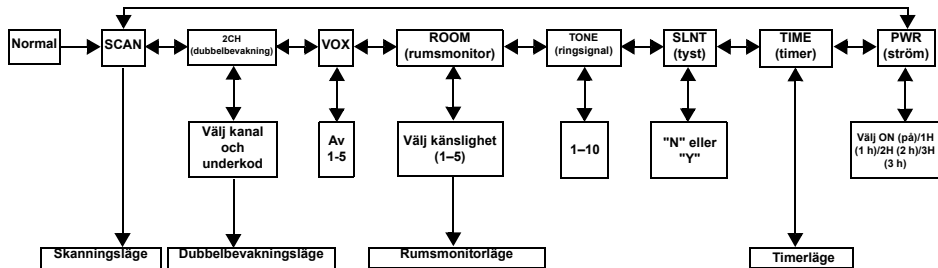 Normal
SCAN
2CH
(dubbelbevakning)
VOX
ROOM
(rumsmonitor)
TONE
(ringsignal)
SLNT
(tyst)
TIME
(timer)
PWR
(ström)
Välj kanal
och
underkod
Av
1-5
Välj känslighet
(1–5)
1–10
"N" eller
"Y"
Välj ON (på)/1H
(1 h)/2H (2 h)/3H
(3 h)
Skanningsläge
Dubbelbevakningsläge
Rumsmonitorläge
Timerläge